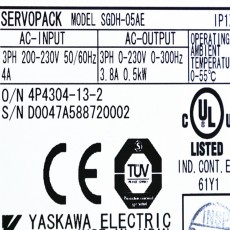 SERVOPACK MODEL SGDH-05AE IP1
AC-INPUT AC-OUTPUT OPERATING
3PH 200-230V 50/60Hz 3PH 0-230V 0-300Hz AMBIENT
TEMPERATU
4A 3.8A 0.5kW 0-55°C
O/N 4P4304-13-2
S/N D0047A588720002
C UL
LISTED
IND. CONT. E
61Y1
CE TÜV
YASKAWA ELECTRIC